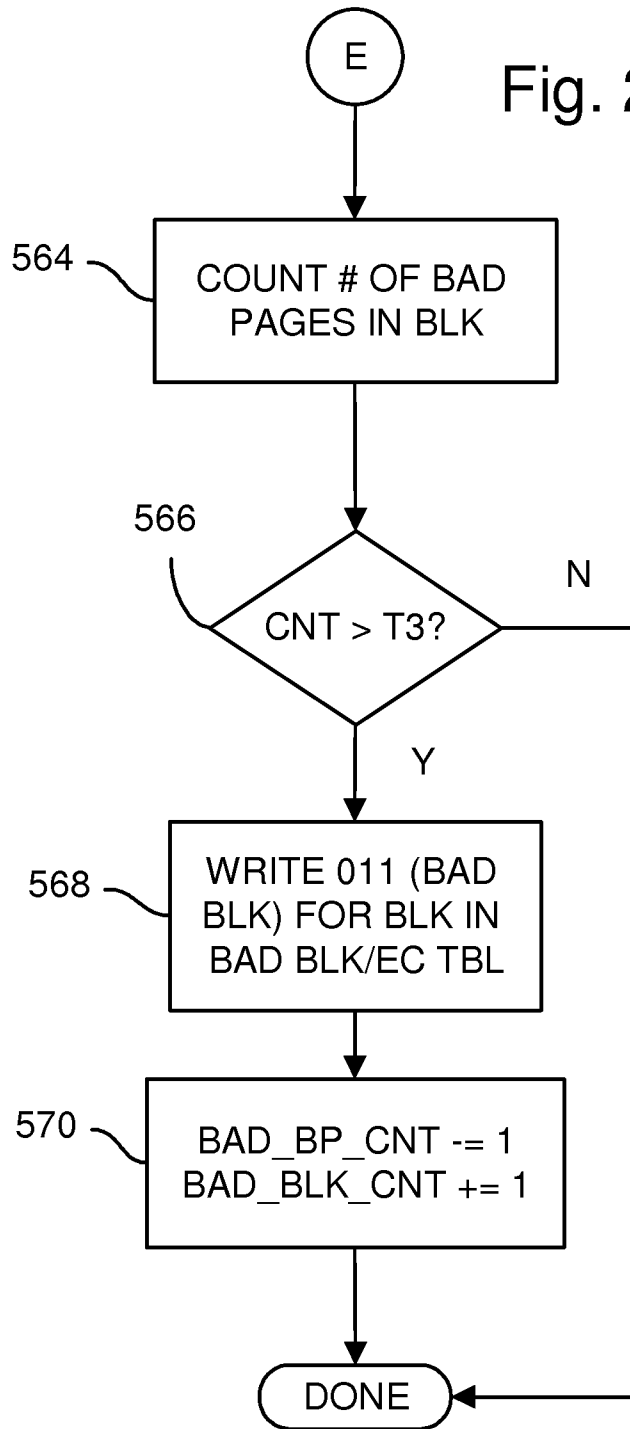 E
Fig. 2
564
COUNT # OF BAD
PAGES IN BLK
566
CNT > T3?
N
Y
568
WRITE 011 (BAD
BLK) FOR BLK IN
BAD BLK/EC TBL
570
BAD_BP_CNT -= 1
BAD_BLK_CNT += 1
DONE